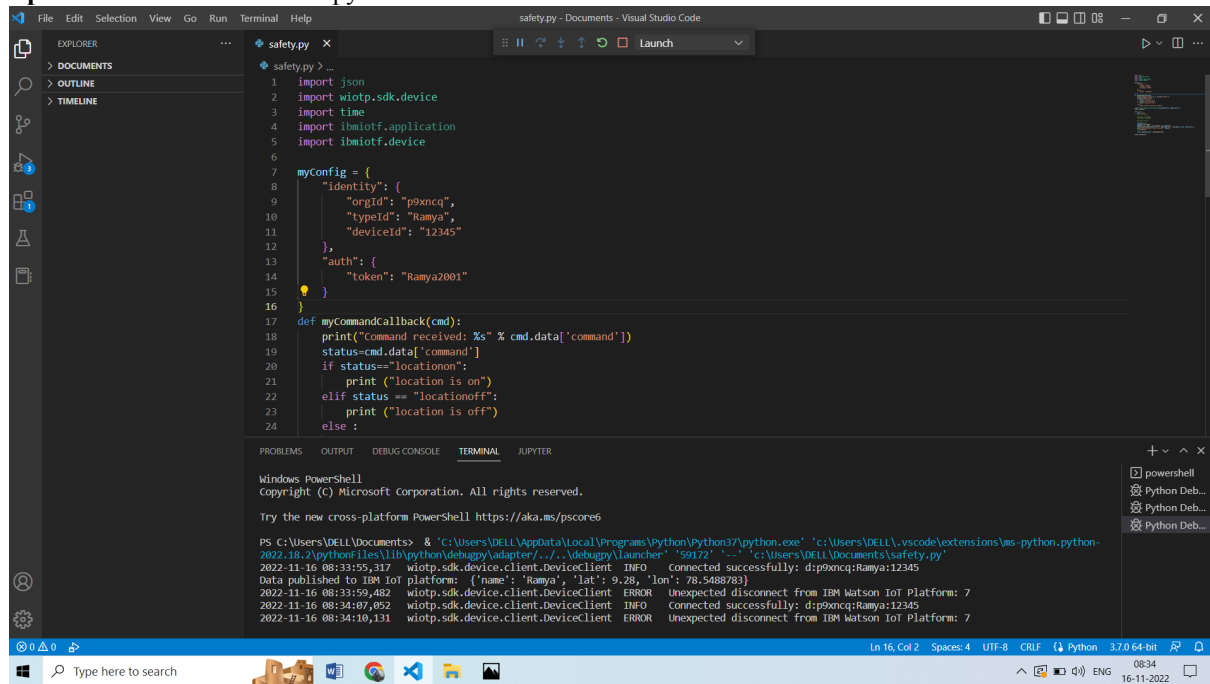 File Edit Selection View Go Run Terminal Help
safety.py - Documents - Visual Studio Code
EXPLORER
safety.py
Launch
DOCUMENTS
OUTLINE
TIMELINE
safety.py > ...
1 import json
2 import wiotp.sdk.device
3 import time
4 import ibmiotf.application
5 import ibmiotf.device
6
7 myConfig = {
8 "identity": {
9 "orgId": "p9xncq",
10 "typeId": "Ramya",
11 "deviceId": "12345"
12 },
13 "auth": {
14 "token": "Ramya2001"
15 }
16 }
17 def myCommandCallback(cmd):
18 print("Command received: %s" % cmd.data['command'])
19 status=cmd.data['command']
20 if status=="locationon":
21 print ("location is on")
22 elif status == "locationoff":
23 print ("location is off")
24 else :
3
1
PROBLEMS OUTPUT DEBUG CONSOLE TERMINAL JUPYTER
powershell
Python Deb...
Python Deb...
Python Deb...
Windows PowerShell
Copyright (C) Microsoft Corporation. All rights reserved.
Try the new cross-platform PowerShell https://aka.ms/pscore6
PS C:\Users\DELL\Documents> & 'C:\Users\DELL\AppData\Local\Programs\Python\Python37\python.exe' 'c:\Users\DELL\.vscode\extensions\ms-python.python-
2022.18.2\pythonFiles\lib\python\debugpy\adapter/../..\debugpy\launcher' '59172' '--' 'c:\Users\DELL\Documents\safety.py'
2022-11-16 08:33:55,317 wiotp.sdk.device.client.DeviceClient INFO Connected successfully: d:p9xncq:Ramya:12345
Data published to IBM IoT platform: {'name': 'Ramya', 'lat': 9.28, 'lon': 78.5488783}
2022-11-16 08:33:59,482 wiotp.sdk.device.client.DeviceClient ERROR Unexpected disconnect from IBM Watson IoT Platform: 7
2022-11-16 08:34:07,052 wiotp.sdk.device.client.DeviceClient INFO Connected successfully: d:p9xncq:Ramya:12345
2022-11-16 08:34:10,131 wiotp.sdk.device.client.DeviceClient ERROR Unexpected disconnect from IBM Watson IoT Platform: 7
0 0
Ln 16, Col 2 Spaces: 4 UTF-8 CRLF Python 3.7.0 64-bit
Type here to search
ENG
08:34
16-11-2022